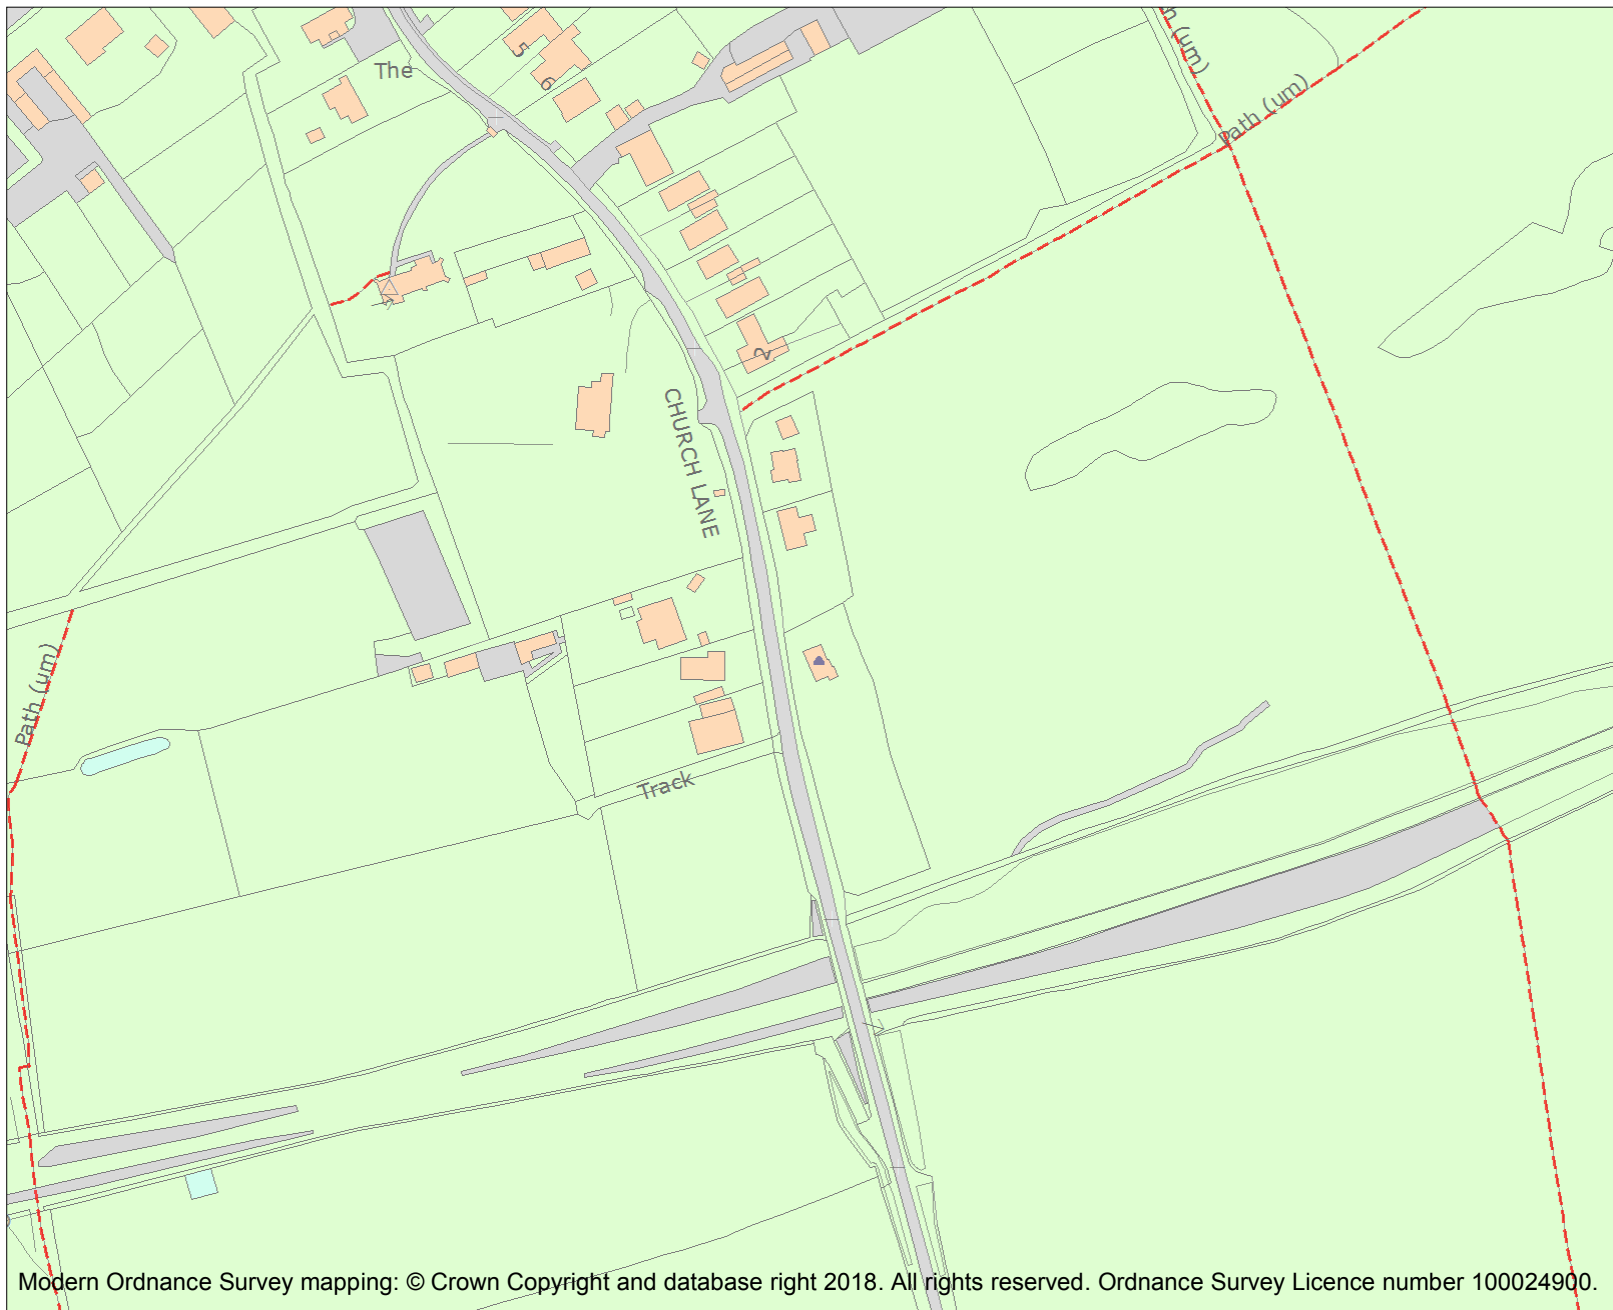 The
5
6
h (um)
Path (um)
2
CHURCH LANE
Path (um)
Track
Modern Ordnance Survey mapping: © Crown Copyright and database right 2018. All rights reserved. Ordnance Survey Licence number 100024900.